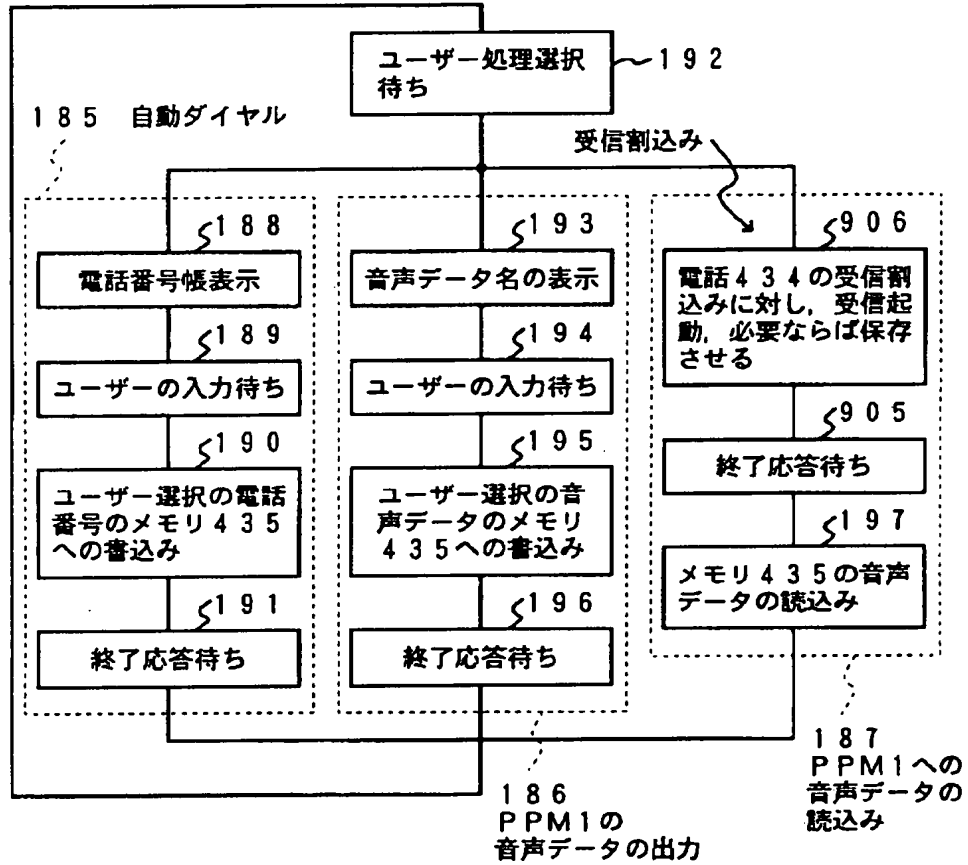 ユーザー処理選択
待ち
192
185 自動ダイヤル
受信割込み
188
電話番号帳表示
189
ユーザーの入力待ち
190
ユーザー選択の電話
番号のメモリ435
への書込み
191
終了応答待ち
193
音声データ名の表示
194
ユーザーの入力待ち
195
ユーザー選択の音
声データのメモリ
435への書込み
196
終了応答待ち
906
電話434の受信割
込みに対し,受信起
動,必要ならば保存
させる
905
終了応答待ち
197
メモリ435の音声
データの読込み
186
PPM1の
音声データの出力
187
PPM1への
音声データの
読込み